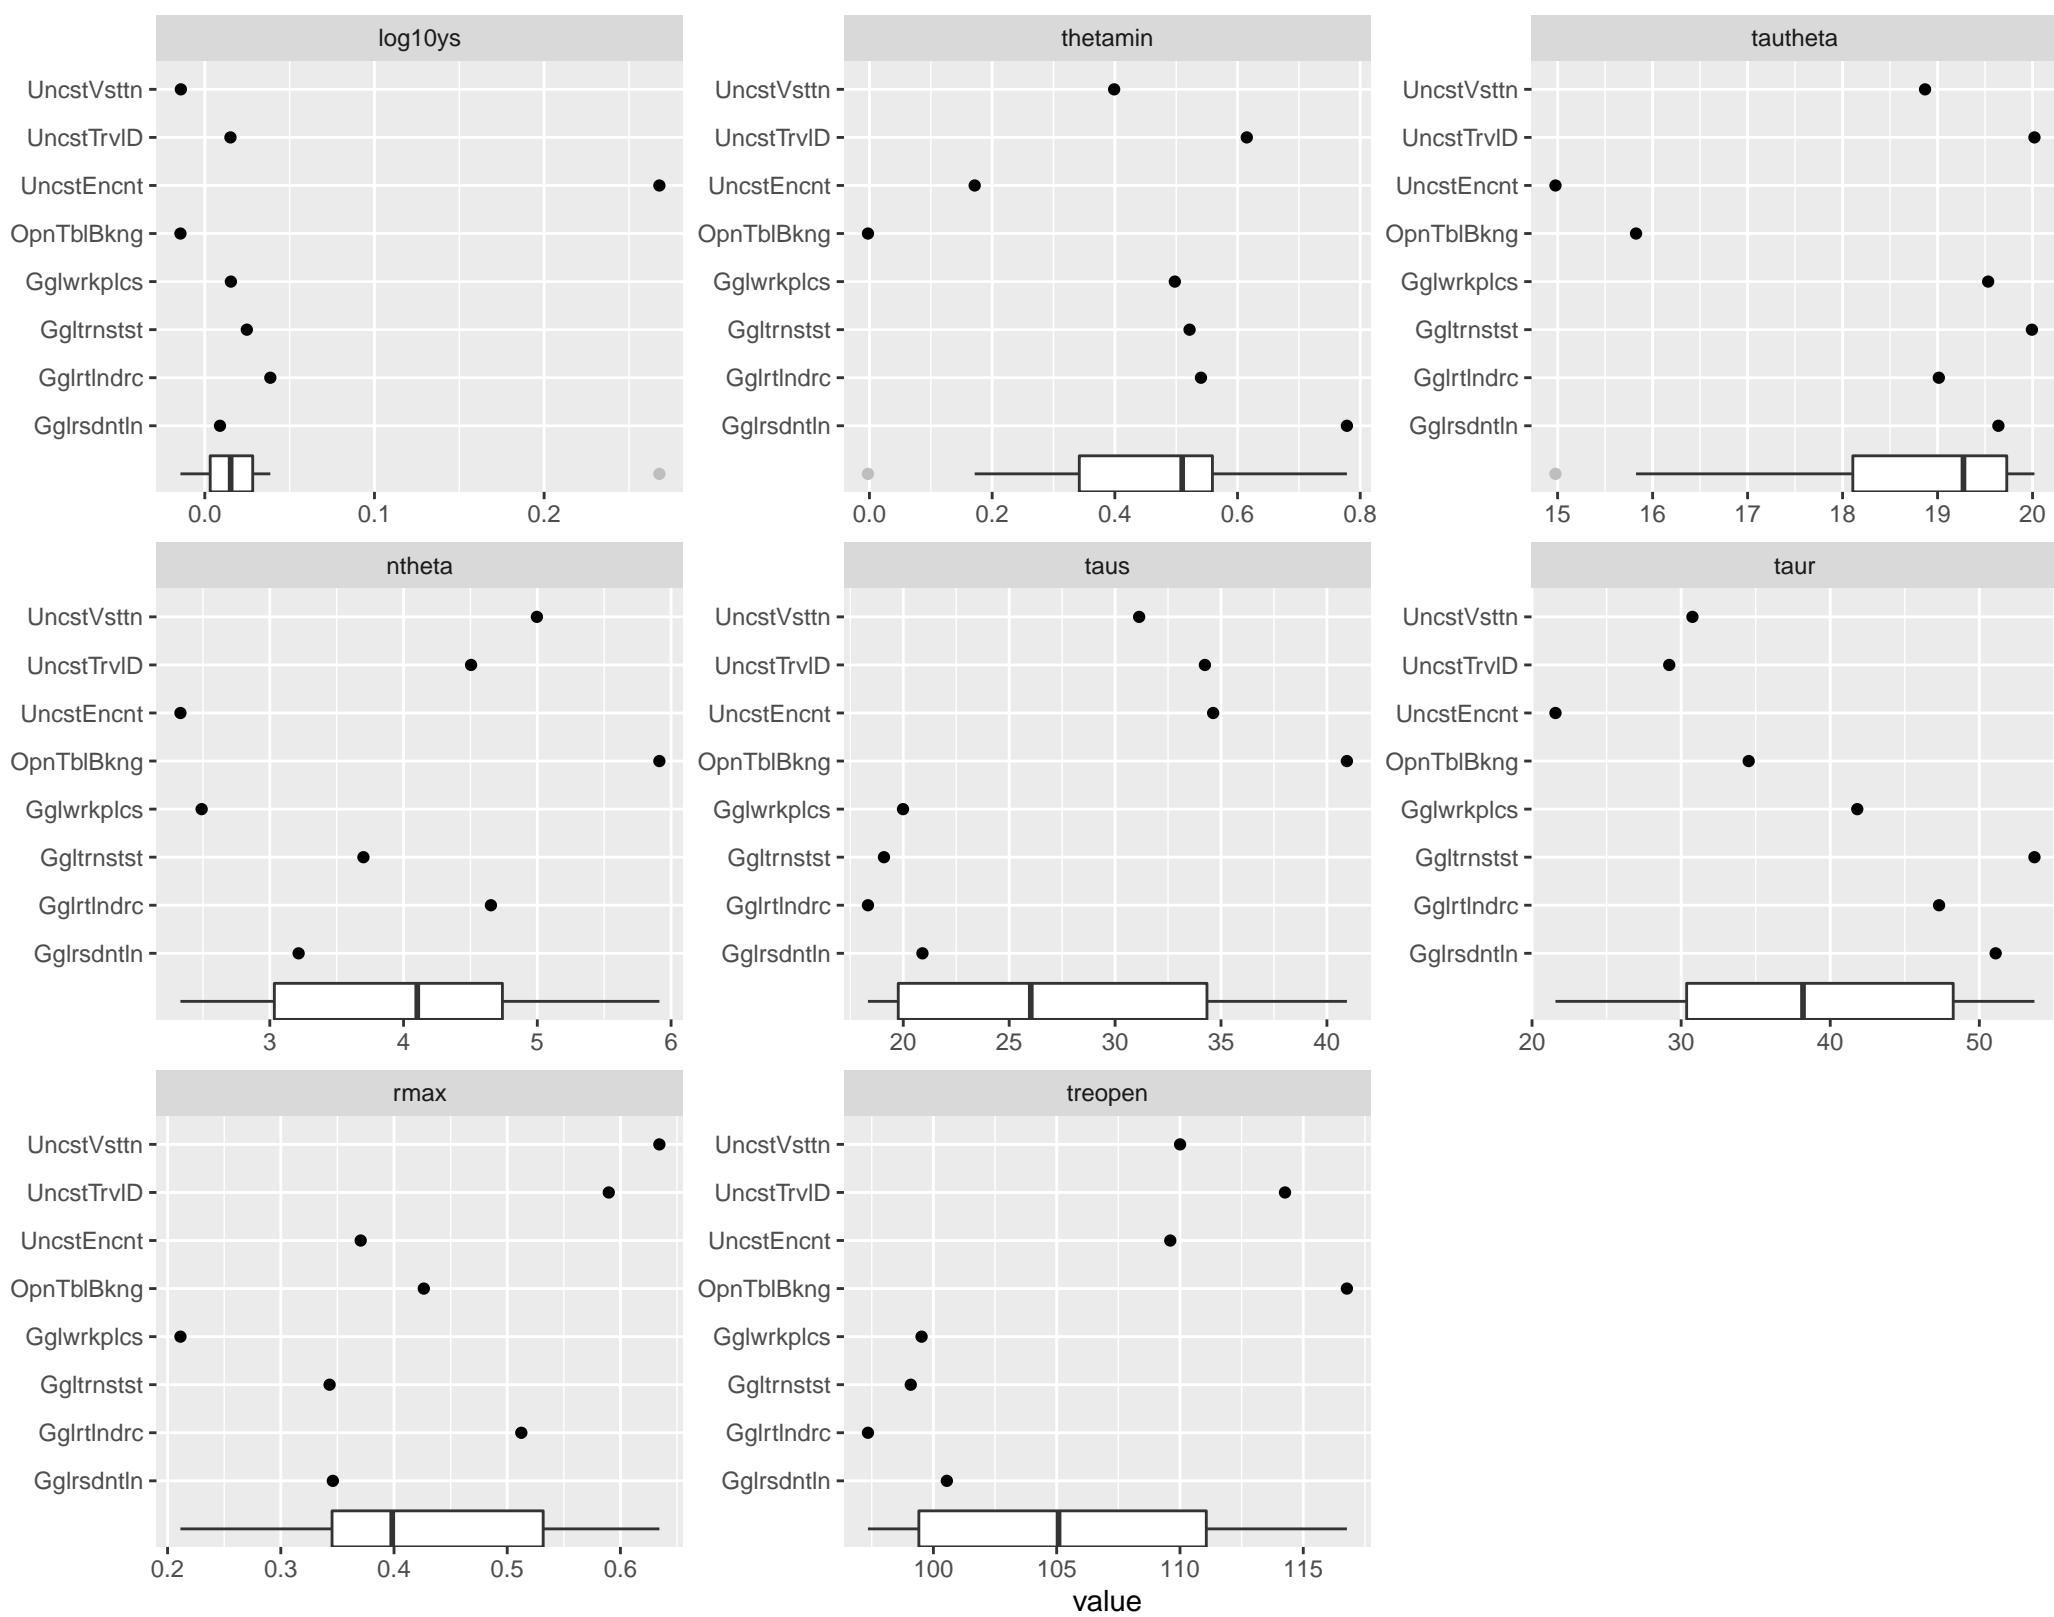 log10ys thetamin tautheta
UncstVsttn UncstVsttn UncstVsttn
UncstTrvlD UncstTrvlD UncstTrvlD
UncstEncnt UncstEncnt UncstEncnt
OpnTblBkng OpnTblBkng OpnTblBkng
Gglwrkplcs Gglwrkplcs Gglwrkplcs
Ggltrnstst Ggltrnstst Ggltrnstst
Gglrtlndrc Gglrtlndrc Gglrtlndrc
Gglrsdntln Gglrsdntln Gglrsdntln
0.0 0.1 0.2 0.0 0.2 0.4 0.6 0.8 15 16 17 18 19 20
ntheta taus taur
UncstVsttn UncstVsttn UncstVsttn
UncstTrvlD UncstTrvlD UncstTrvlD
UncstEncnt UncstEncnt UncstEncnt
OpnTblBkng OpnTblBkng OpnTblBkng
Gglwrkplcs Gglwrkplcs Gglwrkplcs
Ggltrnstst Ggltrnstst Ggltrnstst
Gglrtlndrc Gglrtlndrc Gglrtlndrc
Gglrsdntln Gglrsdntln Gglrsdntln
3 4 5 6 20 25 30 35 40 20 30 40 50
rmax treopen
UncstVsttn UncstVsttn
UncstTrvlD UncstTrvlD
UncstEncnt UncstEncnt
OpnTblBkng OpnTblBkng
Gglwrkplcs Gglwrkplcs
Ggltrnstst Ggltrnstst
Gglrtlndrc Gglrtlndrc
Gglrsdntln Gglrsdntln
0.2 0.3 0.4 0.5 0.6 100 105 110 115
value